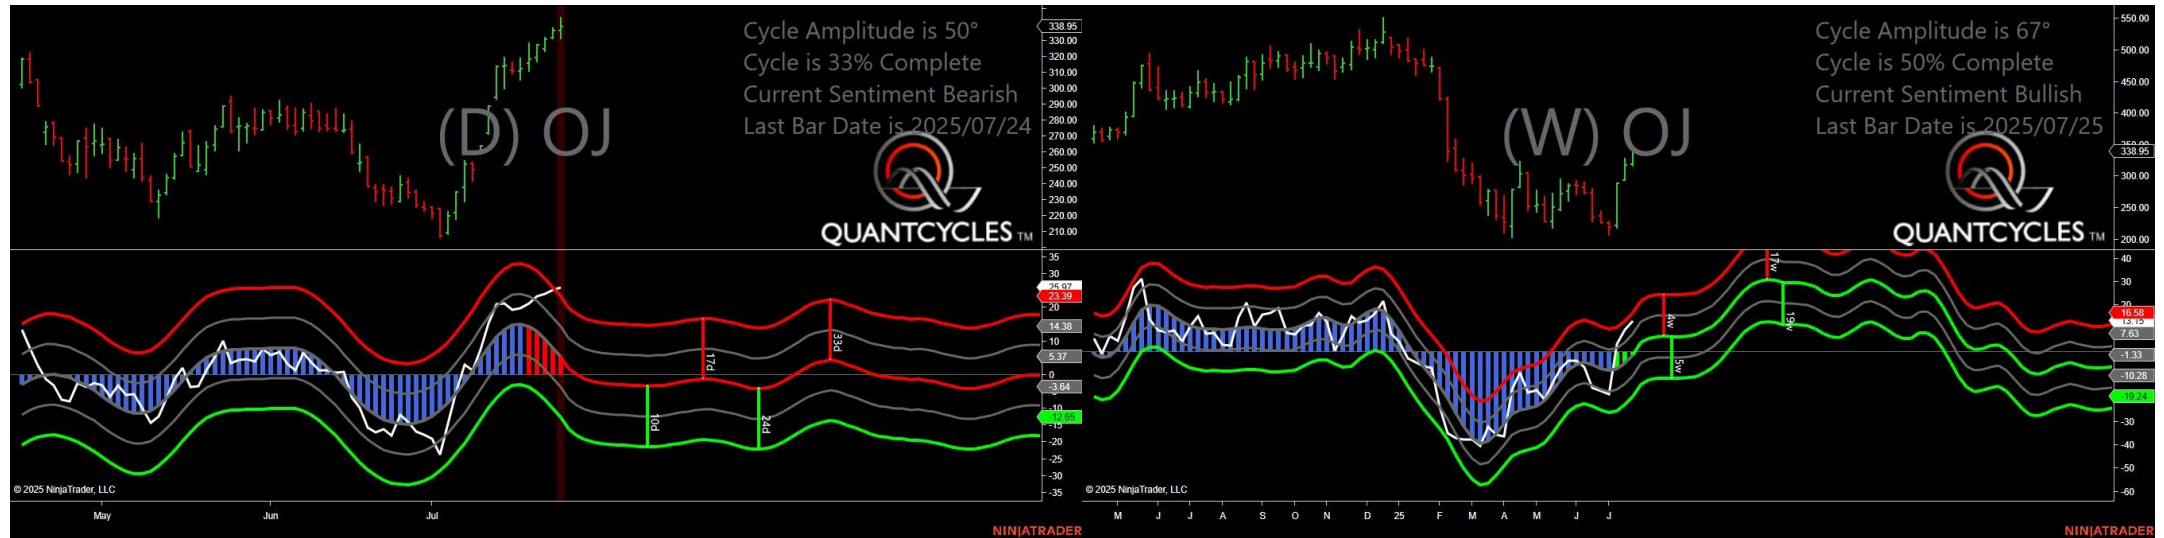 Cycle Amplitude is 50°
Cycle is 33% Complete
Current Sentiment Bearish
Last Bar Date is 2025/07/24
(D) OJ
QUANTCYCLES TM
338.95
330.00
320.00
310.00
300.00
290.00
280.00
270.00
260.00
250.00
240.00
230.00
220.00
210.00
35
30
25.97
23.39
20
14.38
10
5.37
0
-3.64
-10
-12.65
-15
-20
-25
-30
-35
17d
33d
10d
24d
© 2025 NinjaTrader, LLC
May Jun Jul
NINJATRADER
Cycle Amplitude is 67°
Cycle is 50% Complete
Current Sentiment Bullish
Last Bar Date is 2025/07/25
(W) OJ
QUANTCYCLES TM
550.00
500.00
450.00
400.00
338.95
300.00
250.00
200.00
40
30
20
16.58
13.15
7.63
-1.33
-10.28
-19.24
-30
-40
-50
-60
17w
4w
19w
5w
© 2025 NinjaTrader, LLC
M J J A S O N D 25 F M A M J J
NINJATRADER